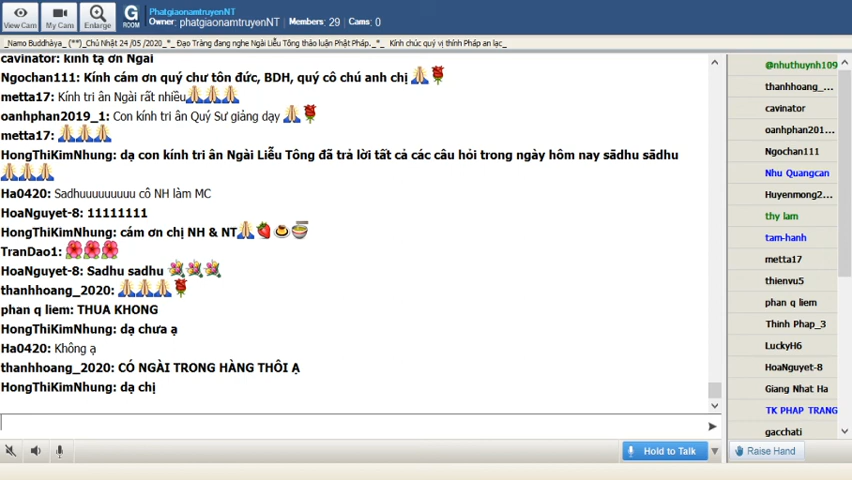 View Cam
My Cam
Enlarge
G
ROOM
PhatgiaonamtruyenNT
Owner: phatgiaonamtruyenNT Members: 29 Cams: 0
_Namo Buddhàya_ (**)_Chủ Nhật 24 /05 /2020_*_ Đạo Tràng đang nghe Ngài Liễu Tông thảo luận Phật Pháp._*_ Kính chúc quý vị thính Pháp an lạc_
cavinator: kính tạ ơn Ngài
Ngochan111: Kính cám ơn quý chư tôn đức, BDH, quý cô chú anh chị
metta17: Kính tri ân Ngài rất nhiều
oanhphan2019_1: Con kính tri ân Quý Sư giảng dạy
metta17:
HongThiKimNhung: dạ con kính tri ân Ngài Liễu Tông đã trả lời tất cả các câu hỏi trong ngày hôm nay sādhu sādhu
Ha0420: Sadhuuuuuuuuu cô NH làm MC
HoaNguyet-8: 11111111
HongThiKimNhung: cám ơn chị NH & NT
TranDao1:
HoaNguyet-8: Sadhu sadhu
thanhhoang_2020:
phan q liem: THUA KHONG
HongThiKimNhung: dạ chưa ạ
Ha0420: Không ạ
thanhhoang_2020: CÓ NGÀI TRONG HÀNG THÔI Ạ
HongThiKimNhung: dạ chị
@nhuthuynh109
thanhhoang_...
cavinator
oanhphan201...
Ngochan111
Nhu Quangcan
Huyenmong2...
thy lam
tam-hanh
metta17
thienvu5
phan q liem
Thinh Phap_3
LuckyH6
HoaNguyet-8
Giang Nhat Ha
TK PHAP TRANG
gacchati
Hold to Talk
Raise Hand